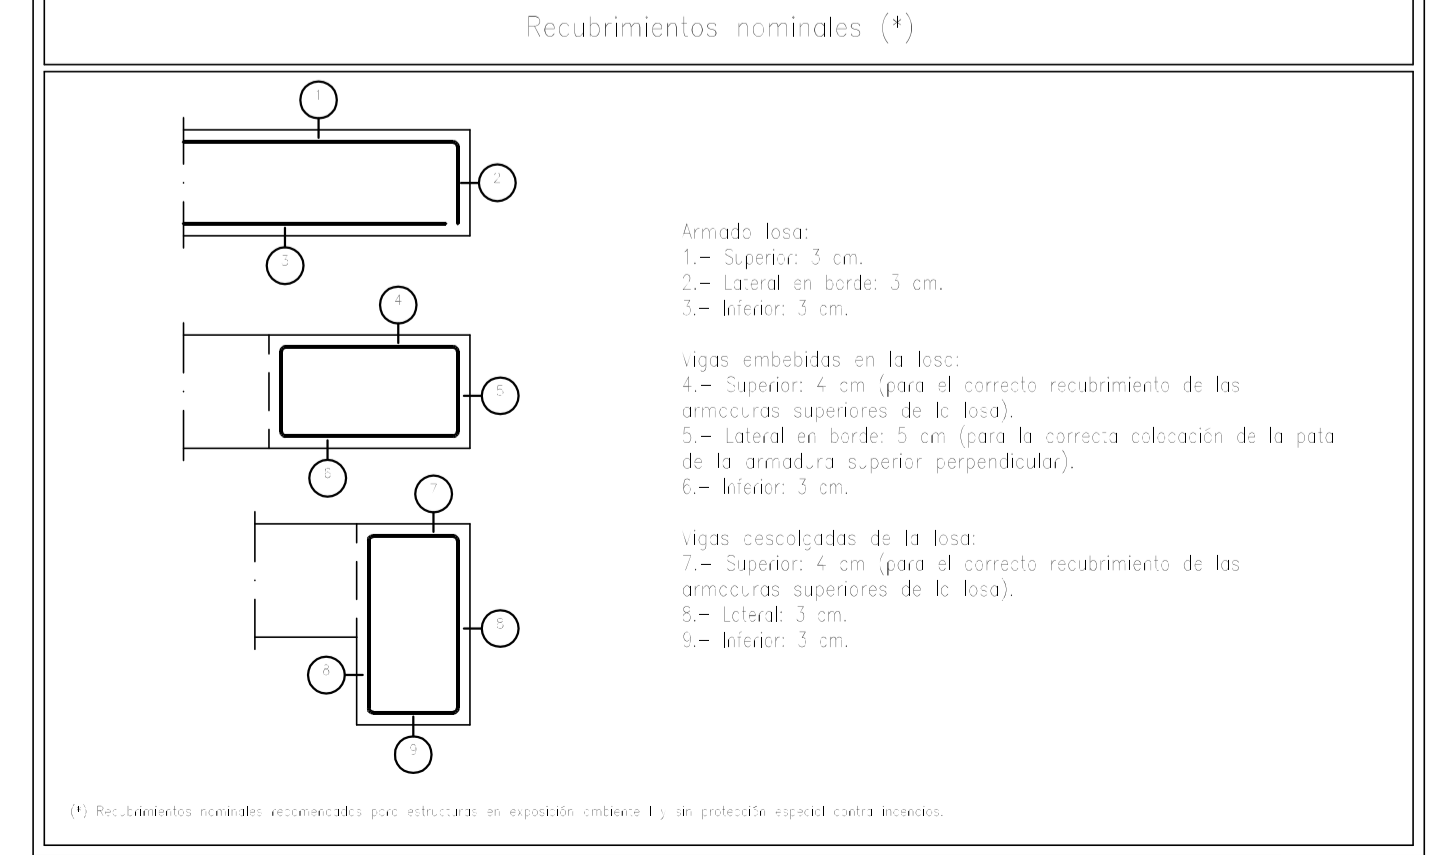 Recubrimientos nominales (*)
1
2
3
Armado losa:
1.- Superior: 3 cm.
2.- Lateral en borde: 3 cm.
3.- Inferior: 3 cm.
4
5
6
Vigas embebidas en la losa:
4.- Superior: 4 cm (para el correcto recubrimiento de las
armaduras superiores de la losa).
5.- Lateral en borde: 5 cm (para la correcta colocación de la pata
de la armadura superior perpendicular).
6.- Inferior: 3 cm.
7
8
8
9
Vigas descolgadas de la losa:
7.- Superior: 4 cm (para el correcto recubrimiento de las
armaduras superiores de la losa).
8.- Lateral: 3 cm.
9.- Inferior: 3 cm.
(*) Recubrimientos nominales recomendados para estructuras en exposición ambiente I y sin protección especial contra incendios.